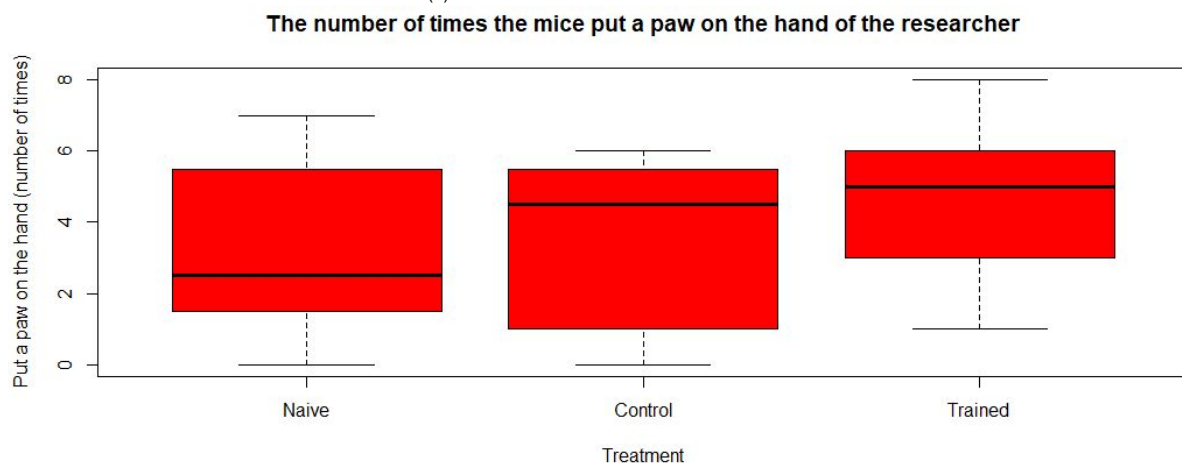 (s)
The number of times the mice put a paw on the hand of the researcher
Put a paw on the hand (number of times)
8
6
4
2
0
Naive
Control
Trained
Treatment